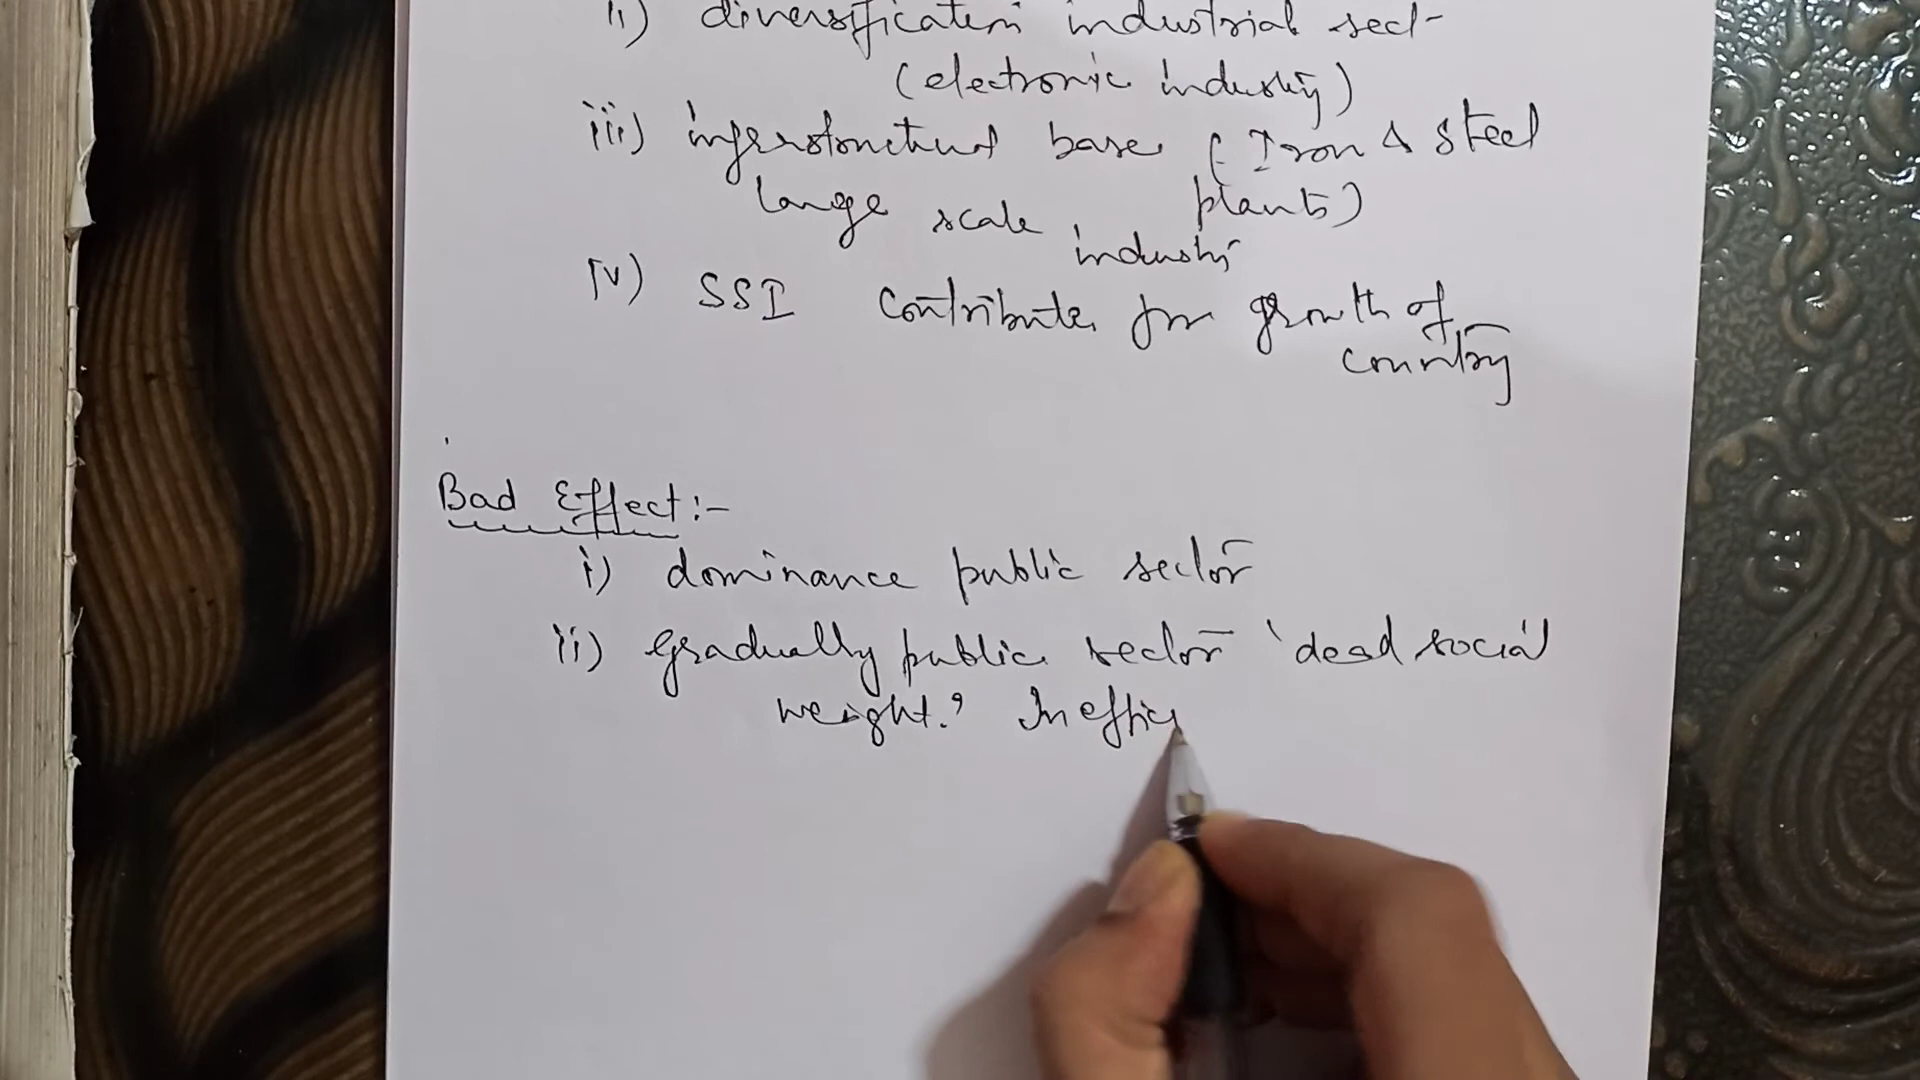 ii) diversification industrial sect-
(electronic industry)
iii) infrastructural base (Iron & steel
large scale plants)
industry
iv) SSI contribute for growth of
country
Bad Effect:-
i) dominance public sector
ii) gradually public sector 'dead social
weight.' Ineffici